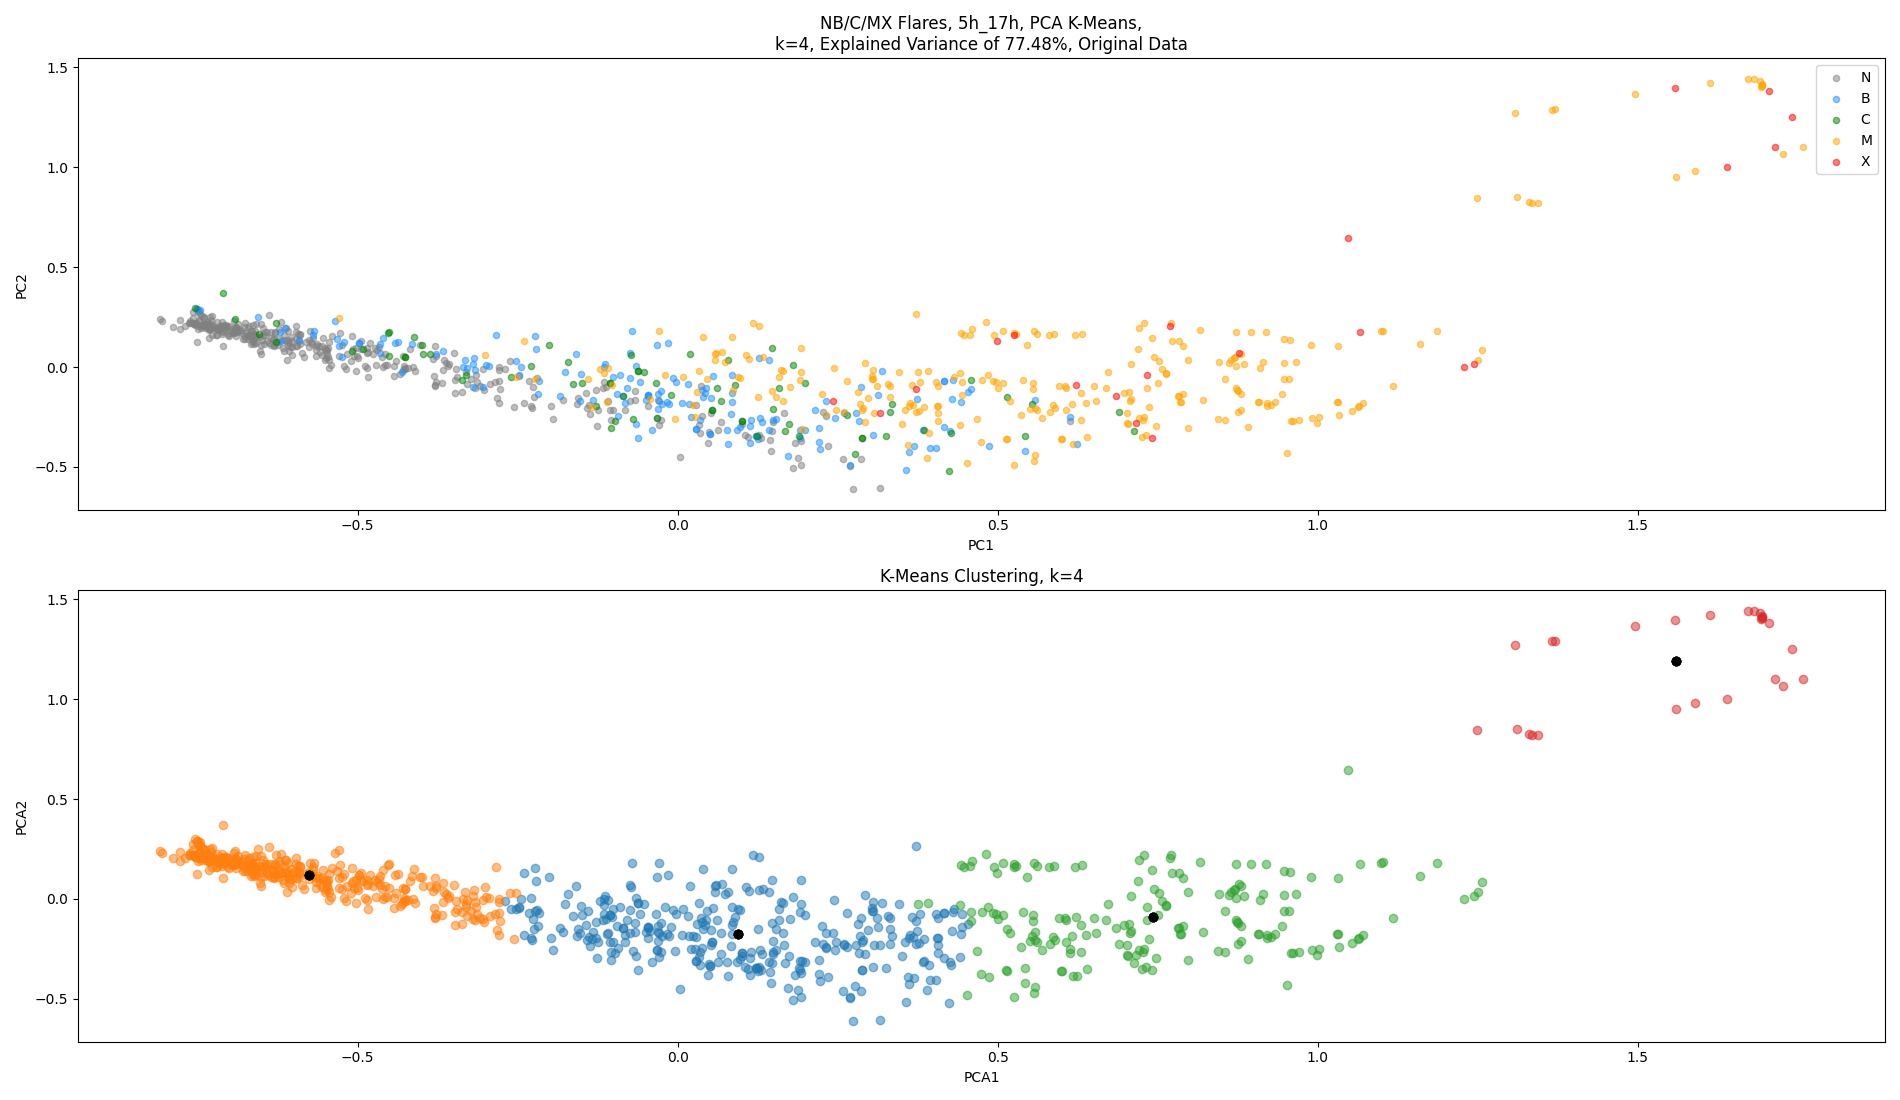 NB/C/MX Flares, 5h_17h, PCA K-Means,
k=4, Explained Variance of 77.48%, Original Data
1.5
1.0
0.5
0.0
−0.5
PC2
N
B
C
M
X
−0.5
0.0
0.5
1.0
1.5
PC1
K-Means Clustering, k=4
1.5
1.0
0.5
0.0
−0.5
PCA2
−0.5
0.0
0.5
1.0
1.5
PCA1